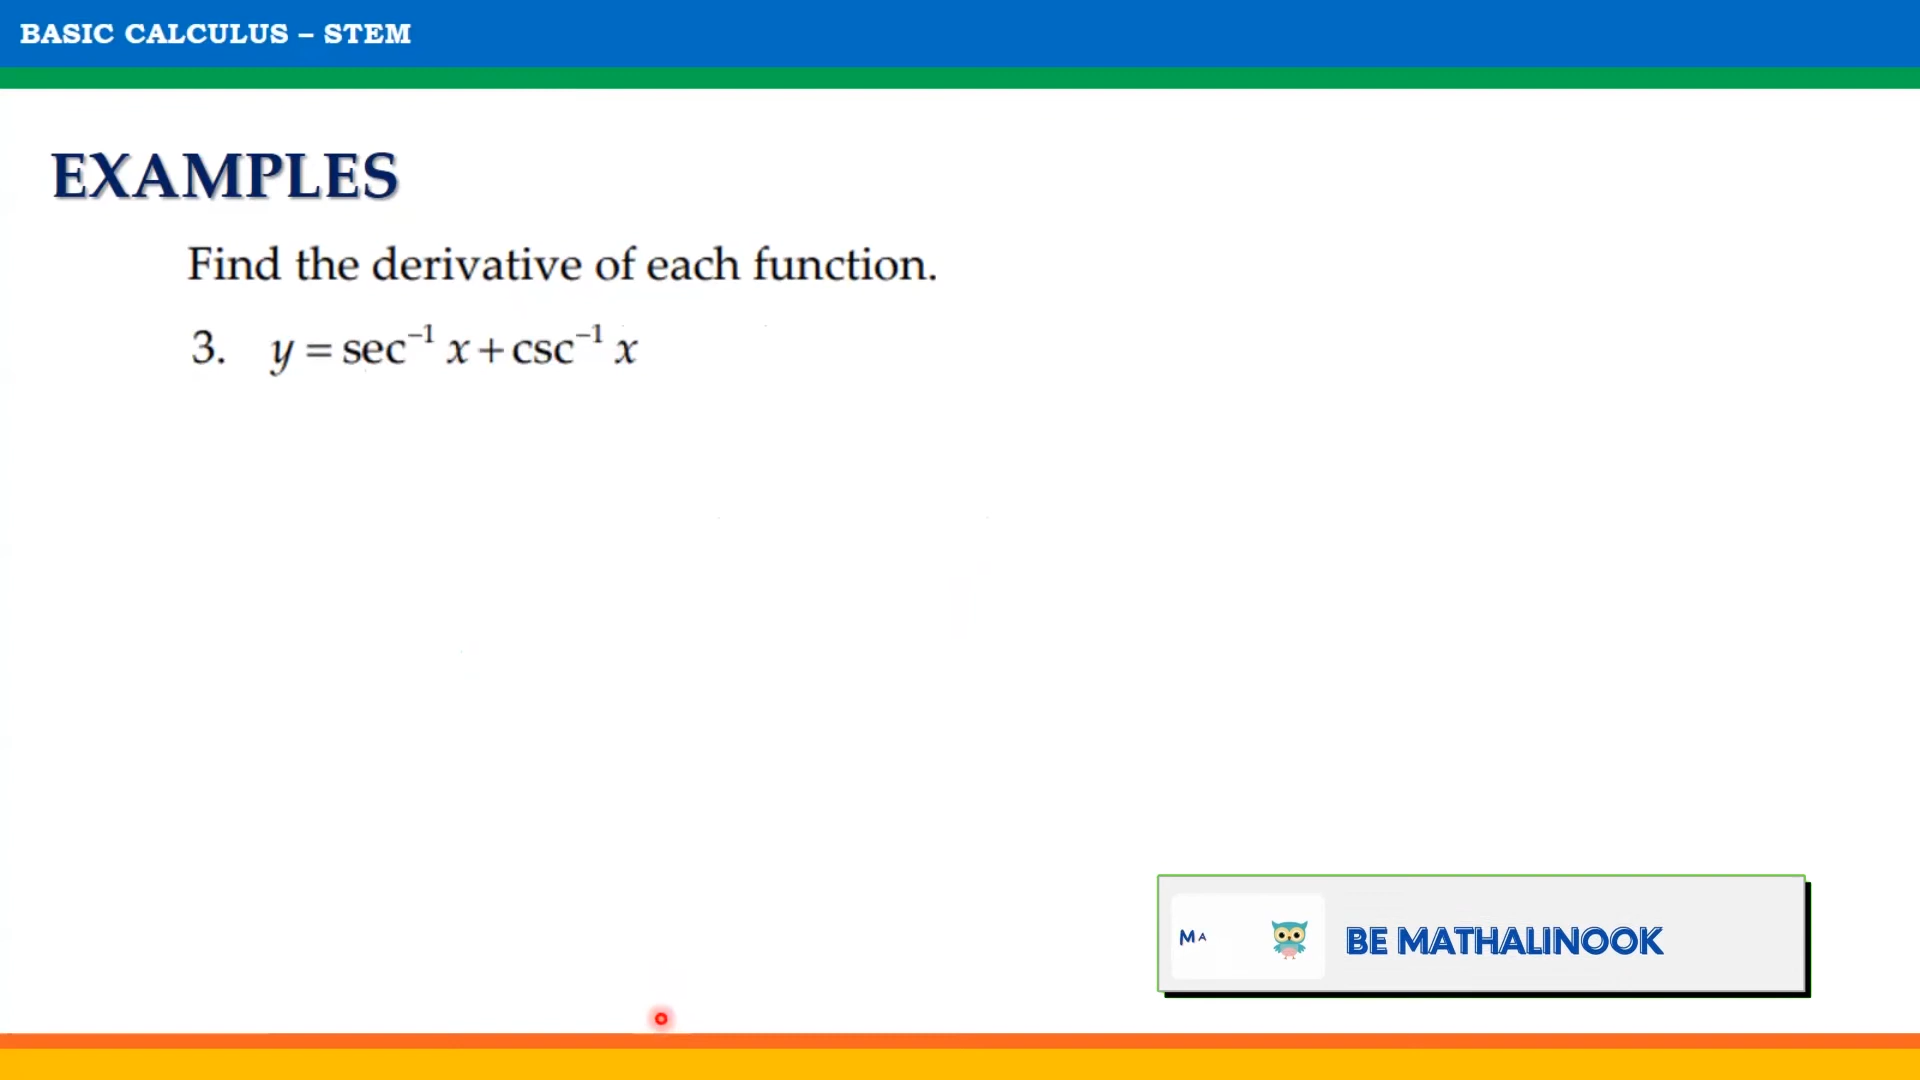 BASIC CALCULUS – STEM
EXAMPLES
Find the derivative of each function.
3. y = sec⁻¹ x + csc⁻¹ x
MA
BE MATHALINOOK